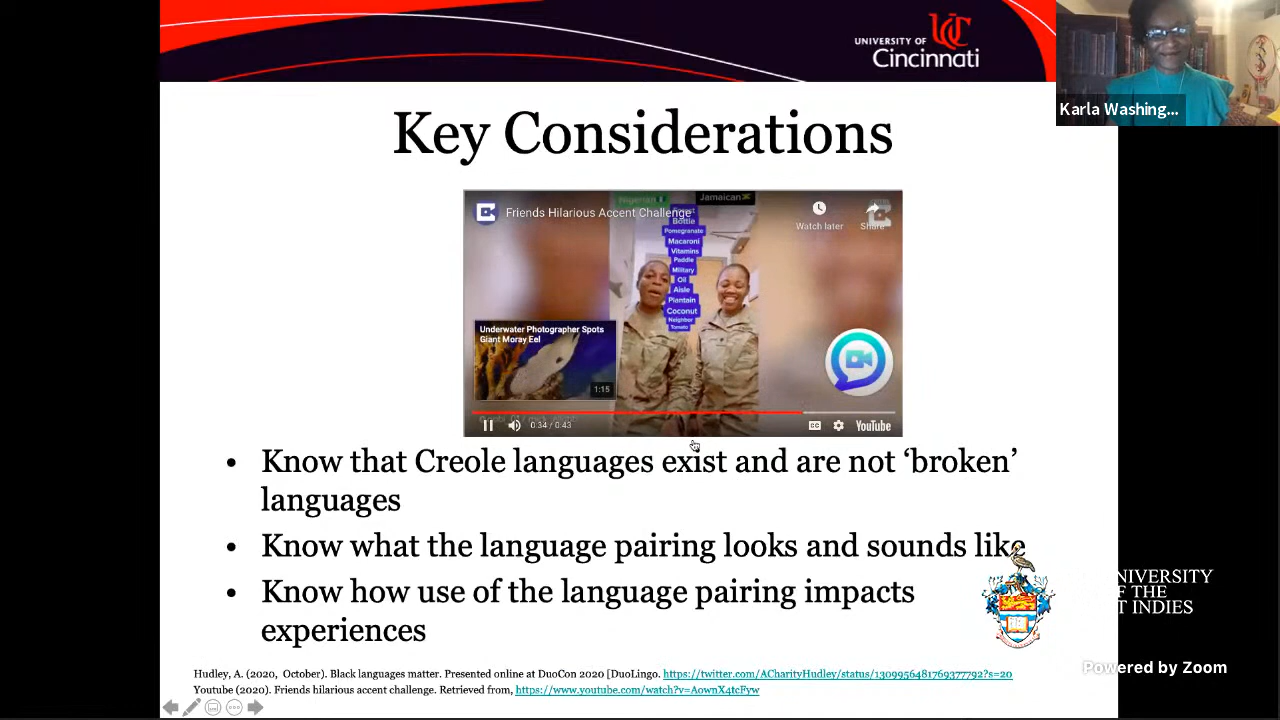 UNIVERSITY OF
Cincinnati
Karla Washing...
Key Considerations
Nigerian
Jamaican
Friends Hilarious Accent Challenge
Watch later
Share
Forest
Bottle
Pomegranate
Macaroni
Vitamins
Paddle
Military
Oil
Aisle
Plantain
Coconut
Neighbor
Tomato
Underwater Photographer Spots
Giant Moray Eel
1:15
0:34 / 0:43
CC
YouTube
• Know that Creole languages exist and are not ‘broken’
languages
• Know what the language pairing looks and sounds like
• Know how use of the language pairing impacts
experiences
NIVERSITY
F THE
T INDIES
Hudley, A. (2020, October). Black languages matter. Presented online at DuoCon 2020 [DuoLingo. https://twitter.com/ACharityHudley/status/1309956481769377792?s=20
Youtube (2020). Friends hilarious accent challenge. Retrieved from, https://www.youtube.com/watch?v=AownX4tcFyw
Powered by Zoom